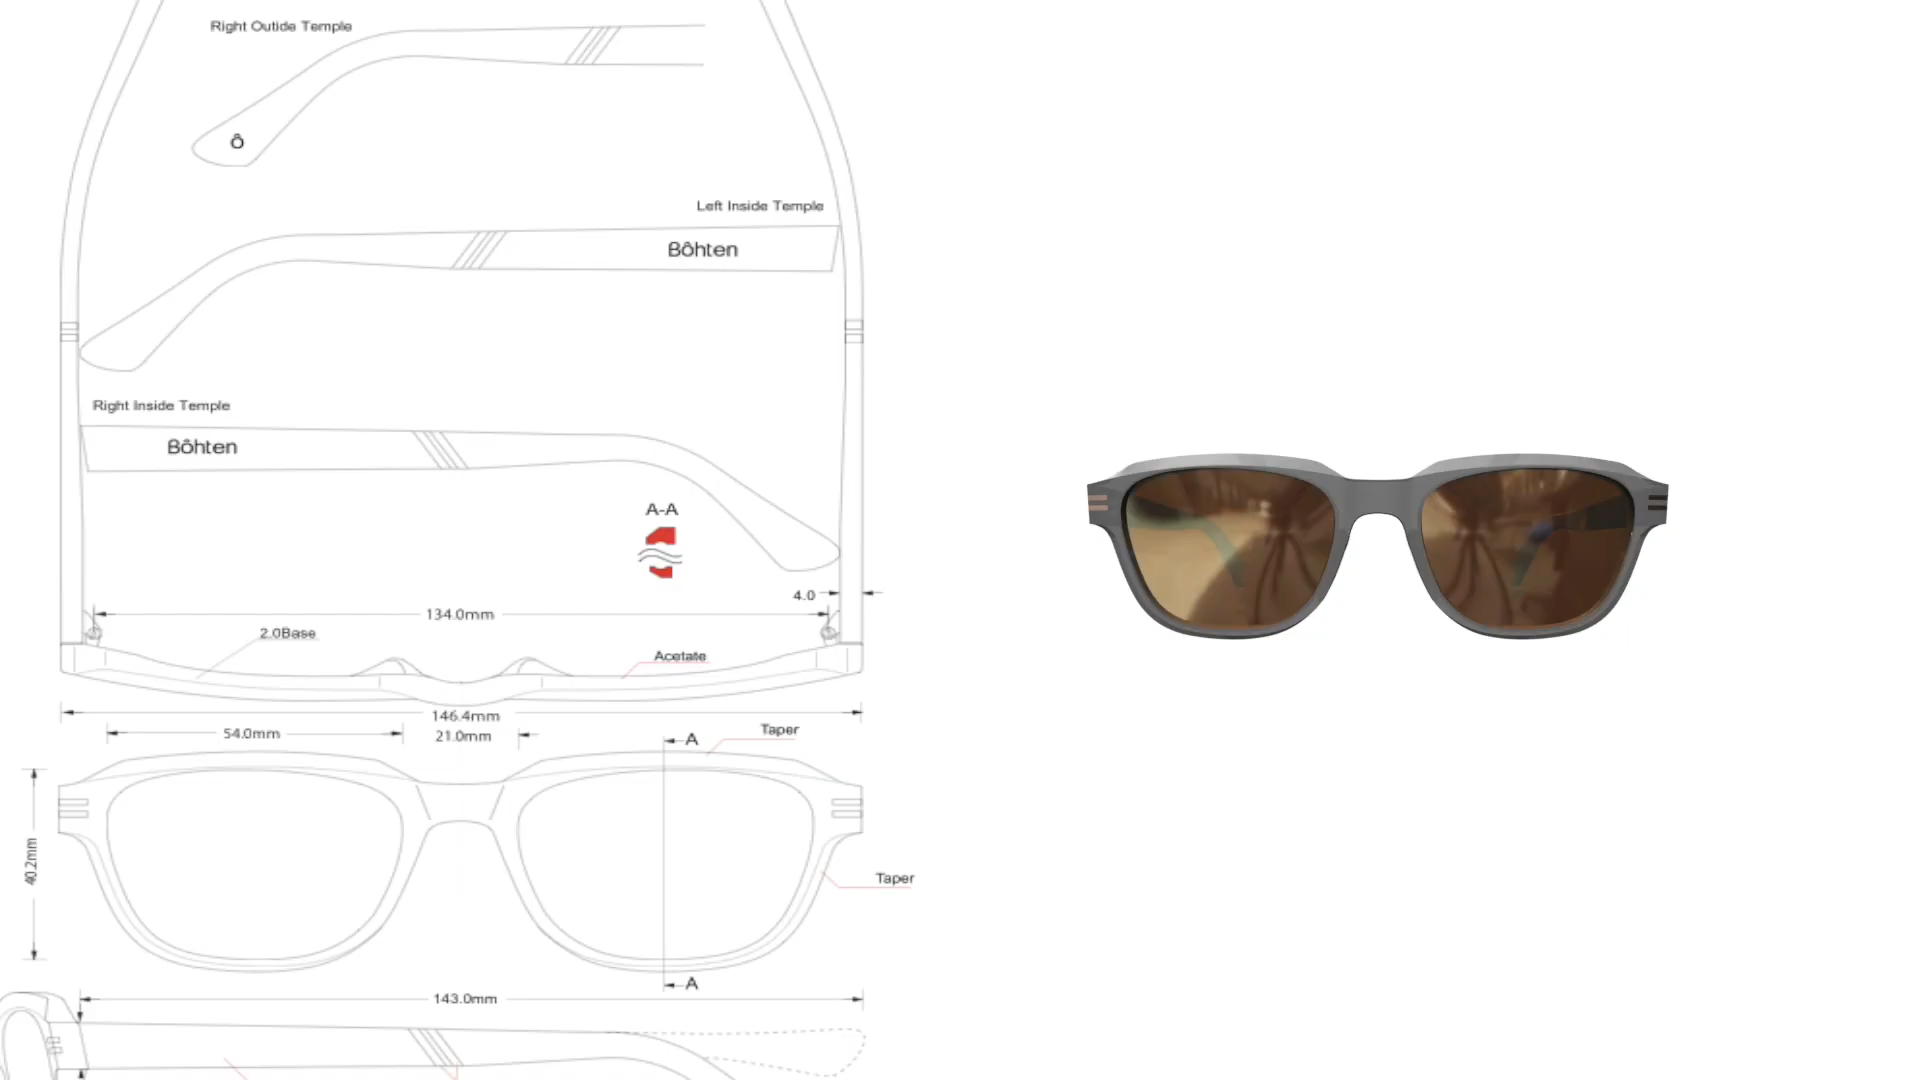 Right Outide Temple
Ô
Left Inside Temple
Bôhten
Right Inside Temple
Bôhten
A-A
4.0
134.0mm
2.0Base
Acetate
146.4mm
54.0mm
21.0mm
A
Taper
40.2mm
Taper
A
143.0mm